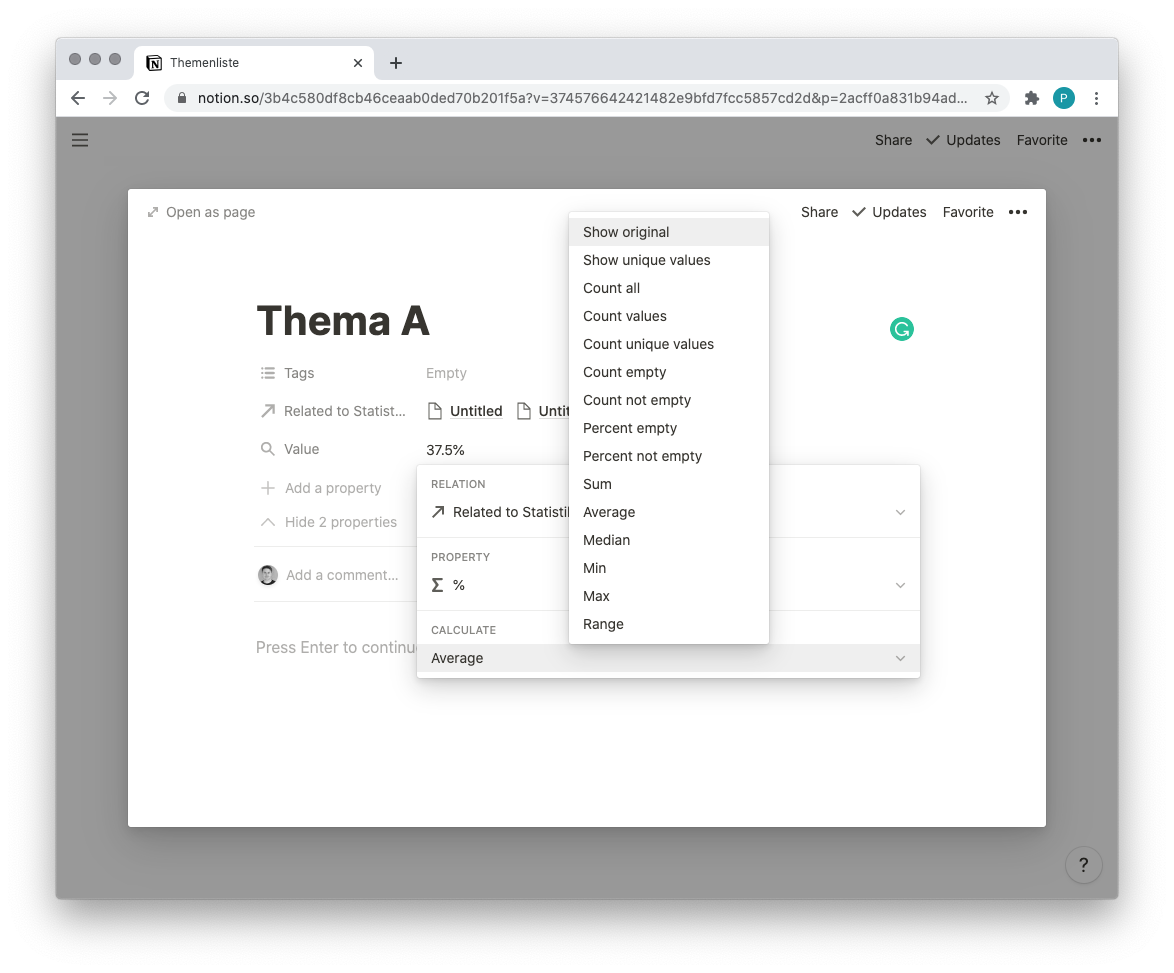 Themenliste
notion.so/3b4c580df8cb46ceaab0ded70b201f5a?v=374576642421482e9bfd7fcc5857cd2d&p=2acff0a831b94ad...
P
Share Updates Favorite
Open as page
Share Updates Favorite
Thema A
Tags Empty
Related to Statist... Untitled Untit
Value 37.5%
Add a property
Hide 2 properties
Add a comment...
Press Enter to continu
RELATION
Related to Statistil
PROPERTY
Σ %
CALCULATE
Average
Show original
Show unique values
Count all
Count values
Count unique values
Count empty
Count not empty
Percent empty
Percent not empty
Sum
Average
Median
Min
Max
Range
?